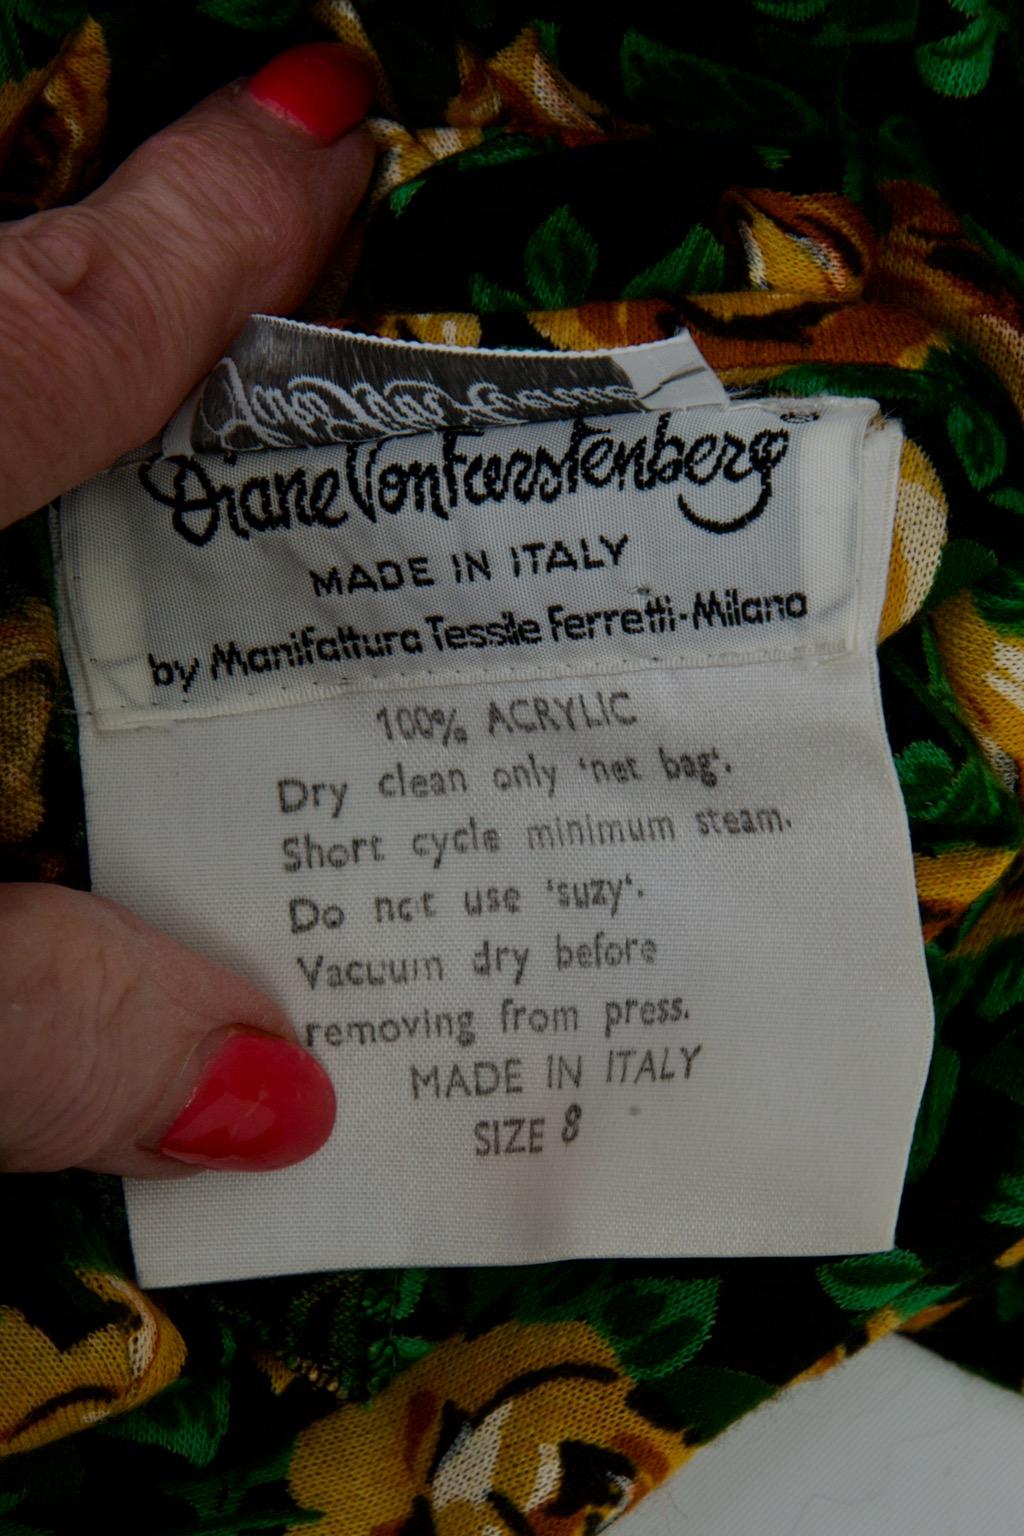 Diane Von Furstenberg
MADE IN ITALY
by Manifattura Tessile Ferretti-Milano
100% ACRYLIC
Dry clean only 'net bag'.
Short cycle minimum steam.
Do not use 'suzy'.
Vacuum dry before
removing from press.
MADE IN ITALY
SIZE 8